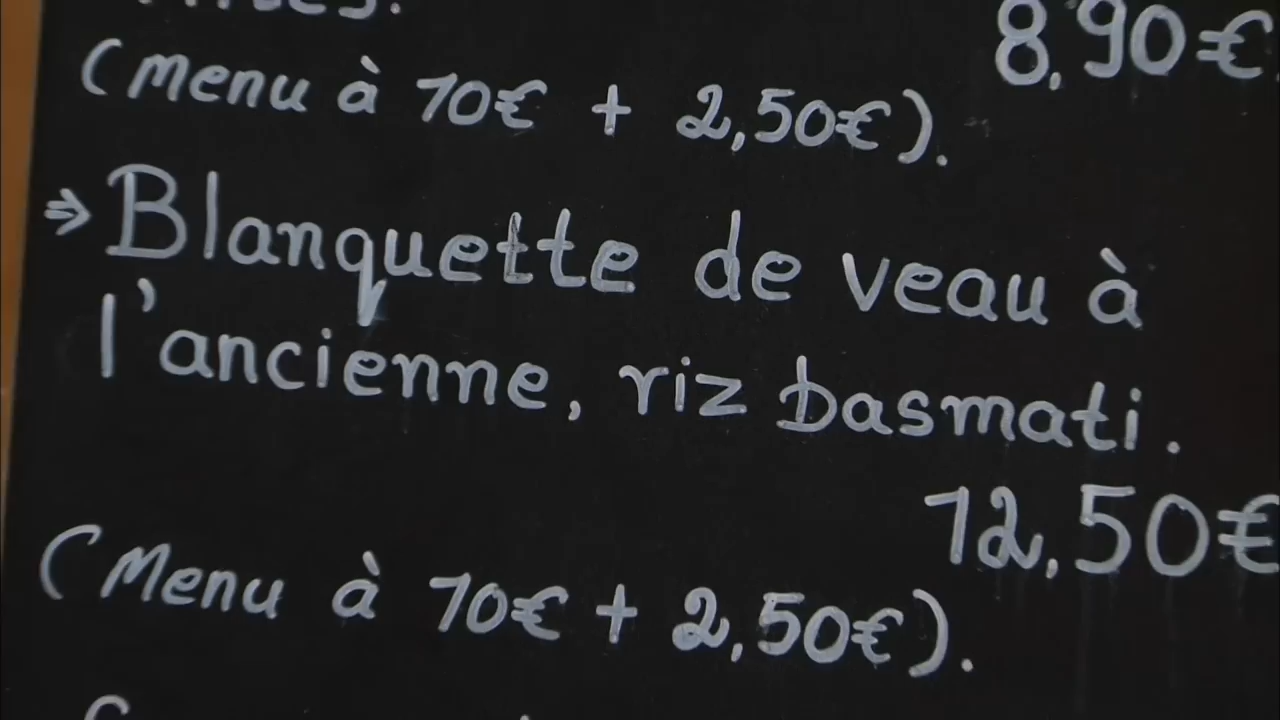 8,90€
(menu à 10€ + 2,50€).
⇒ Blanquette de veau à
l'ancienne, riz basmati.
12,50€
(Menu à 10€ + 2,50€).